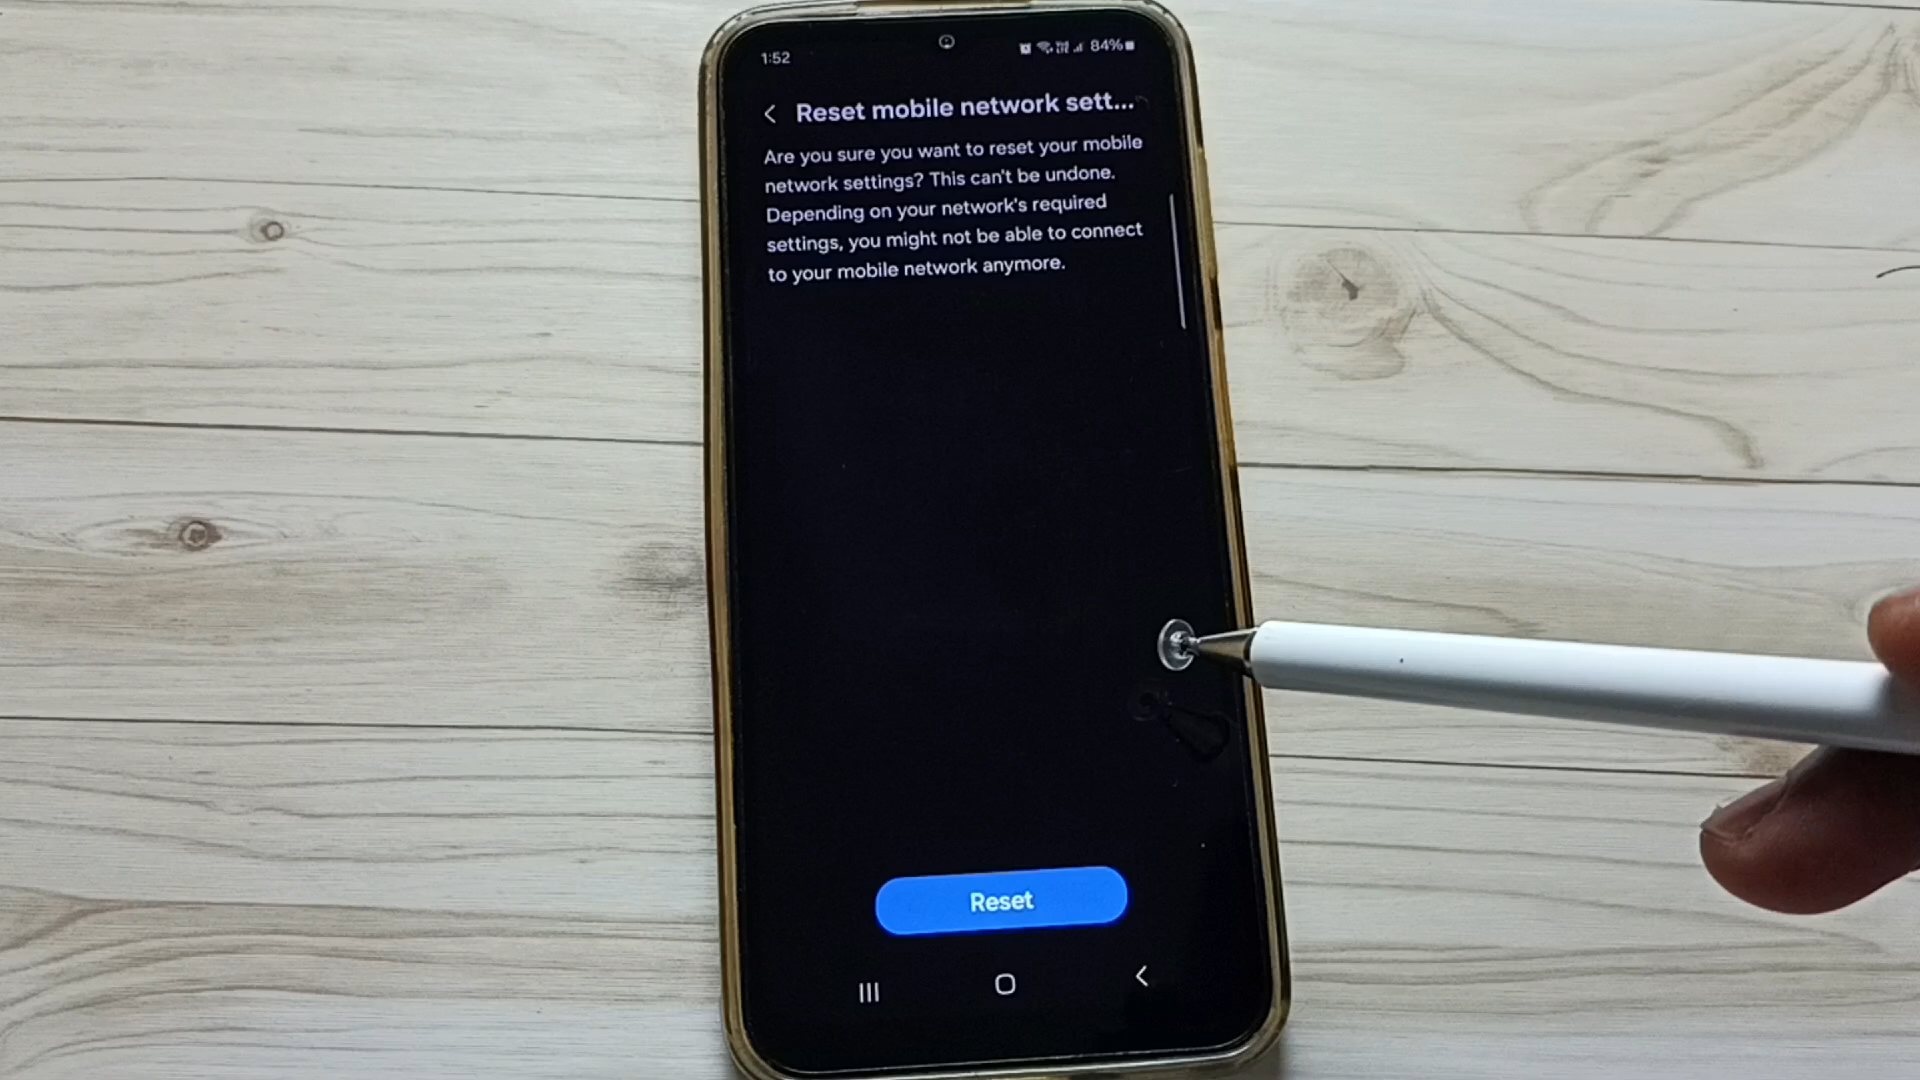 1:52
84%
Reset mobile network sett...
Are you sure you want to reset your mobile
network settings? This can't be undone.
Depending on your network's required
settings, you might not be able to connect
to your mobile network anymore.
Reset